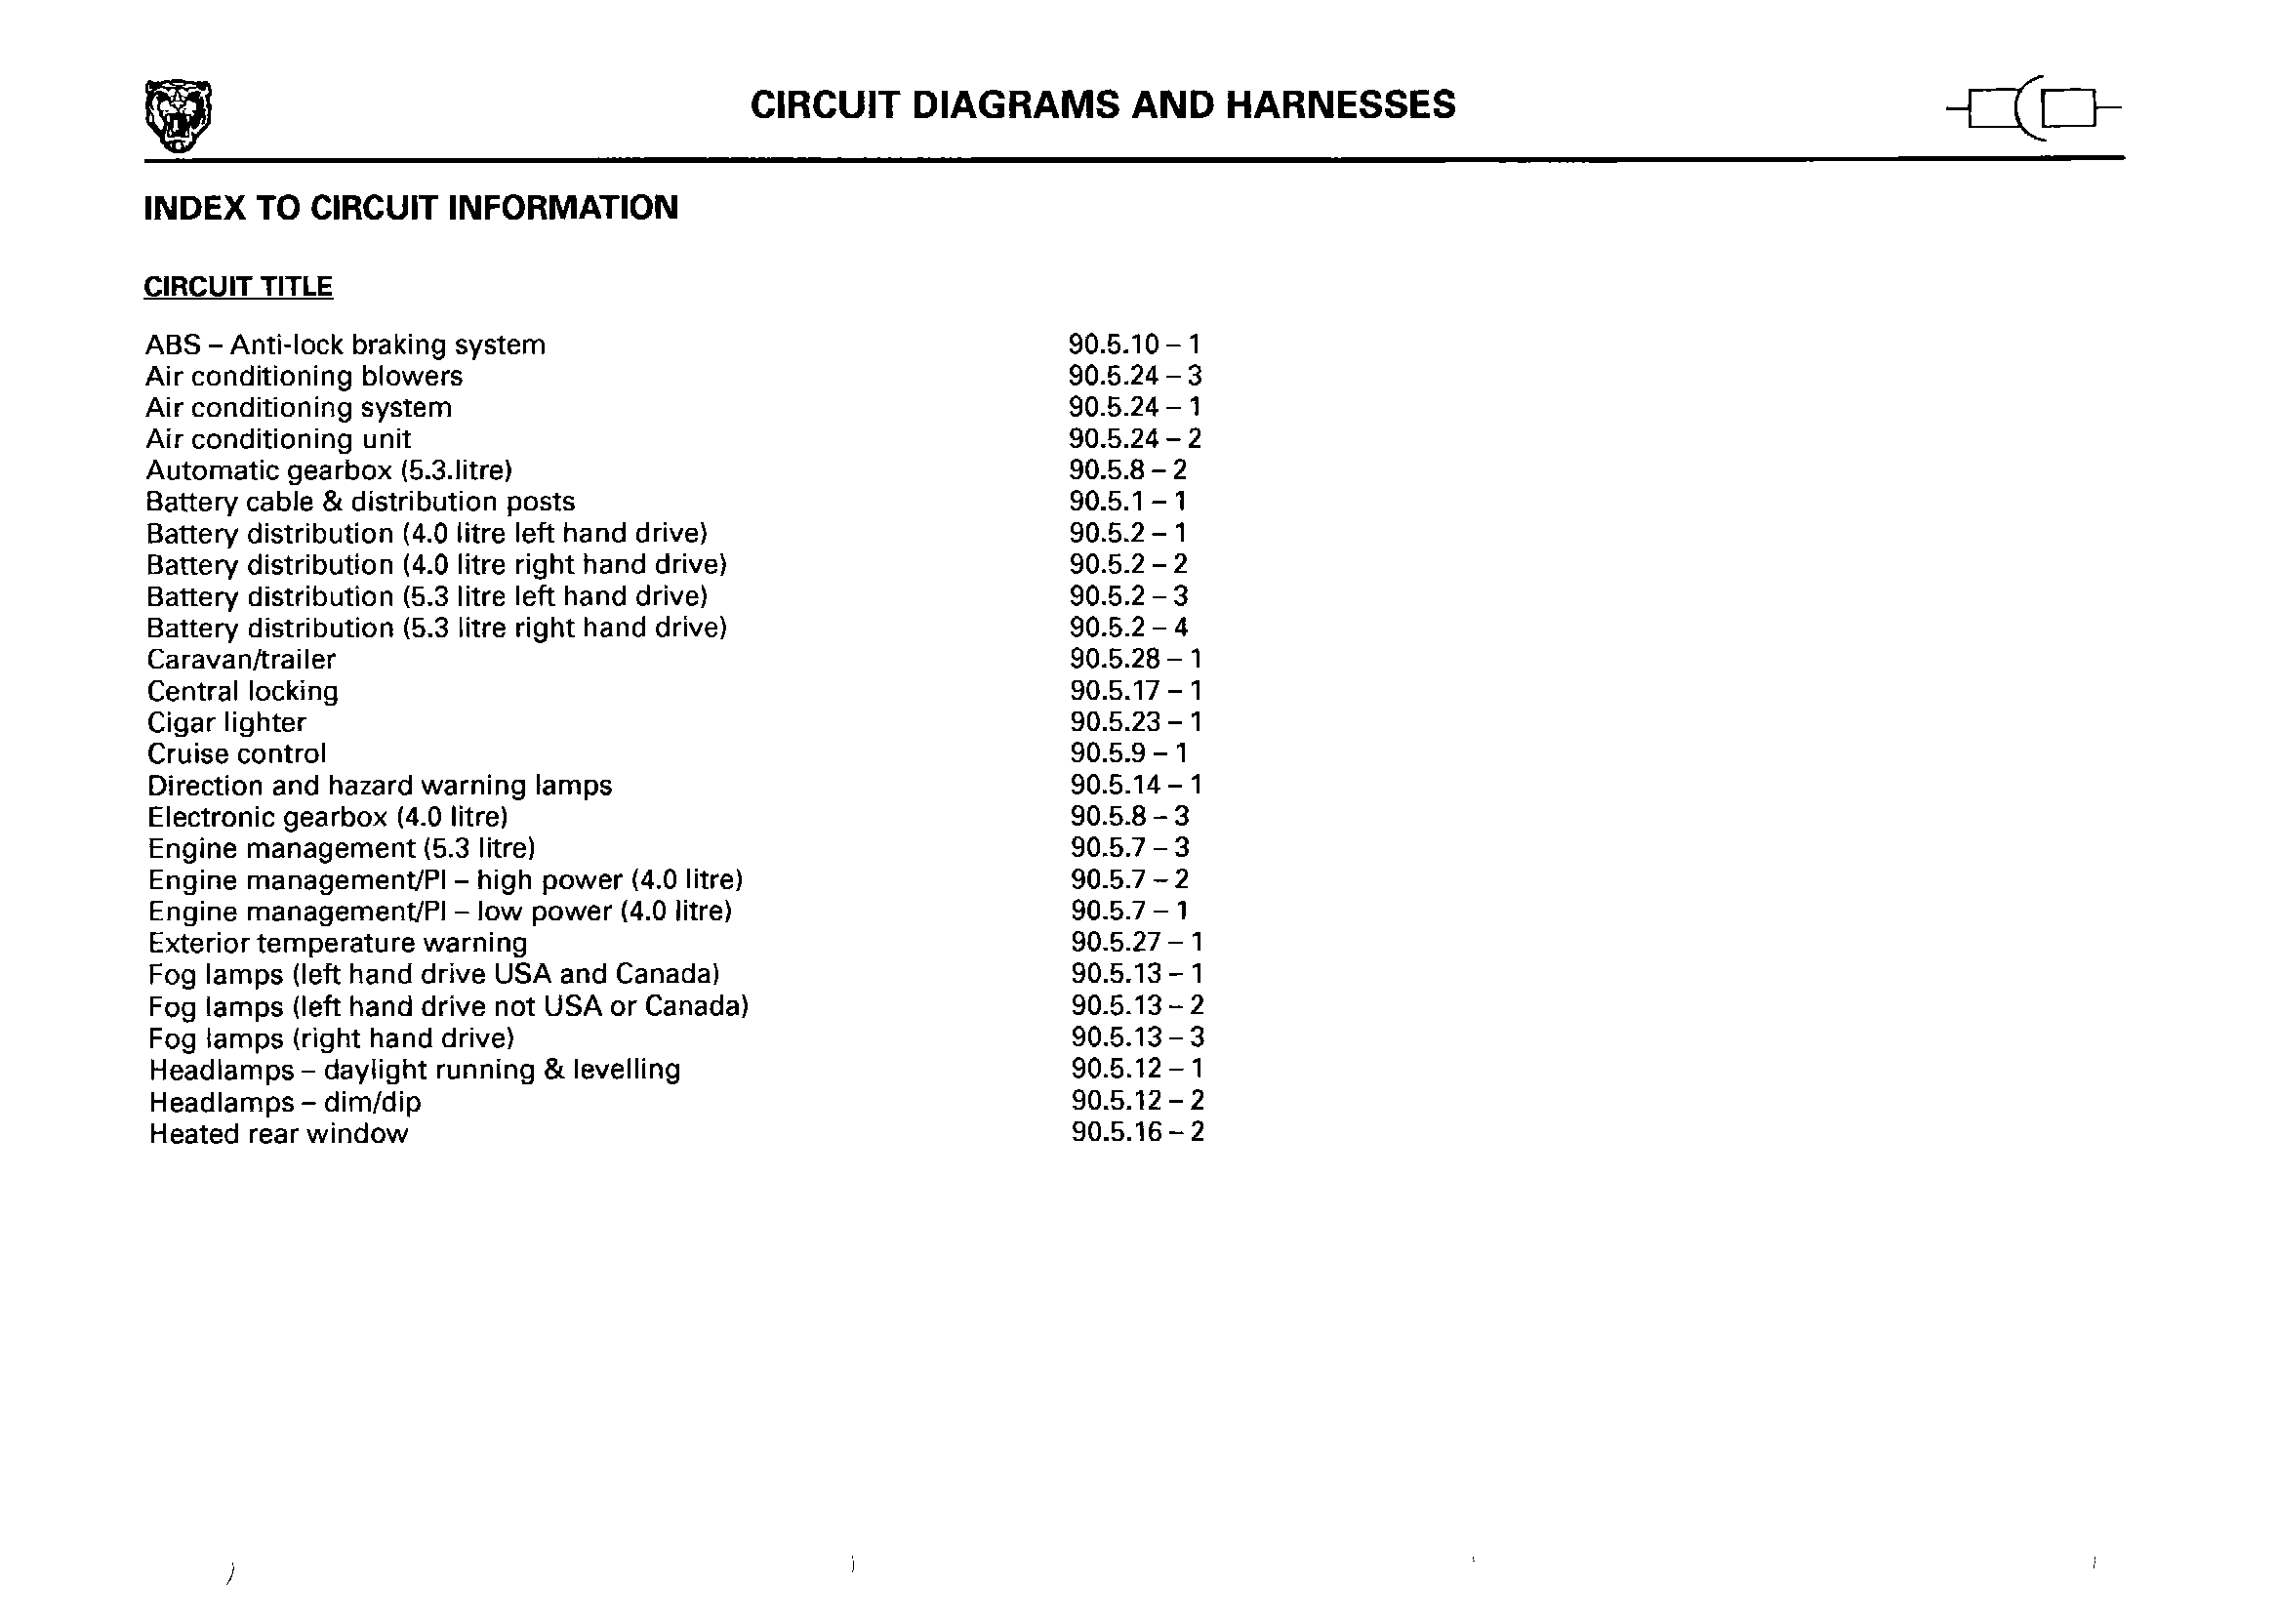 CIRCUIT DIAGRAMS AND HARNESSES
INDEX TO CIRCUIT INFORMATION
CIRCUIT TITLE
ABS – Anti-lock braking system 90.5.10 – 1
Air conditioning blowers 90.5.24 – 3
Air conditioning system 90.5.24 – 1
Air conditioning unit 90.5.24 – 2
Automatic gearbox (5.3.litre) 90.5.8 – 2
Battery cable & distribution posts 90.5.1 – 1
Battery distribution (4.0 litre left hand drive) 90.5.2 – 1
Battery distribution (4.0 litre right hand drive) 90.5.2 – 2
Battery distribution (5.3 litre left hand drive) 90.5.2 – 3
Battery distribution (5.3 litre right hand drive) 90.5.2 – 4
Caravan/trailer 90.5.28 – 1
Central locking 90.5.17 – 1
Cigar lighter 90.5.23 – 1
Cruise control 90.5.9 – 1
Direction and hazard warning lamps 90.5.14 – 1
Electronic gearbox (4.0 litre) 90.5.8 – 3
Engine management (5.3 litre) 90.5.7 – 3
Engine management/PI – high power (4.0 litre) 90.5.7 – 2
Engine management/PI – low power (4.0 litre) 90.5.7 – 1
Exterior temperature warning 90.5.27 – 1
Fog lamps (left hand drive USA and Canada) 90.5.13 – 1
Fog lamps (left hand drive not USA or Canada) 90.5.13 – 2
Fog lamps (right hand drive) 90.5.13 – 3
Headlamps – daylight running & levelling 90.5.12 – 1
Headlamps – dim/dip 90.5.12 – 2
Heated rear window 90.5.16 – 2